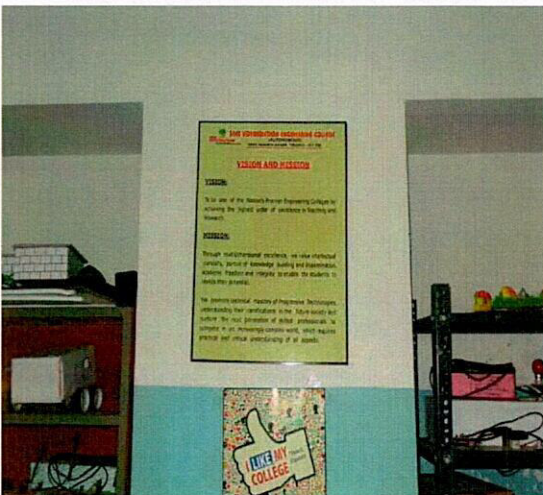 SREE VIDYANIKETHAN ENGINEERING COLLEGE
(AUTONOMOUS)
VISION AND MISSION
VISION:
To be one of the Nation's Premier Engineering Colleges by
achieving the highest order of excellence in Teaching and
Research.
MISSION:
Through multidimensional excellence, we value intellectual
curiosity, pursuit of knowledge building and dissemination,
academic freedom and integrity to enable the students to
realize their potential.
We promote technical mastery of Progressive Technologies,
understanding their ramifications in the future society and
nurture the next generation of skilled professionals to
compete in an increasingly complex world, which requires
practical and critical understanding of all aspects.
I LIKE MY
COLLEGE